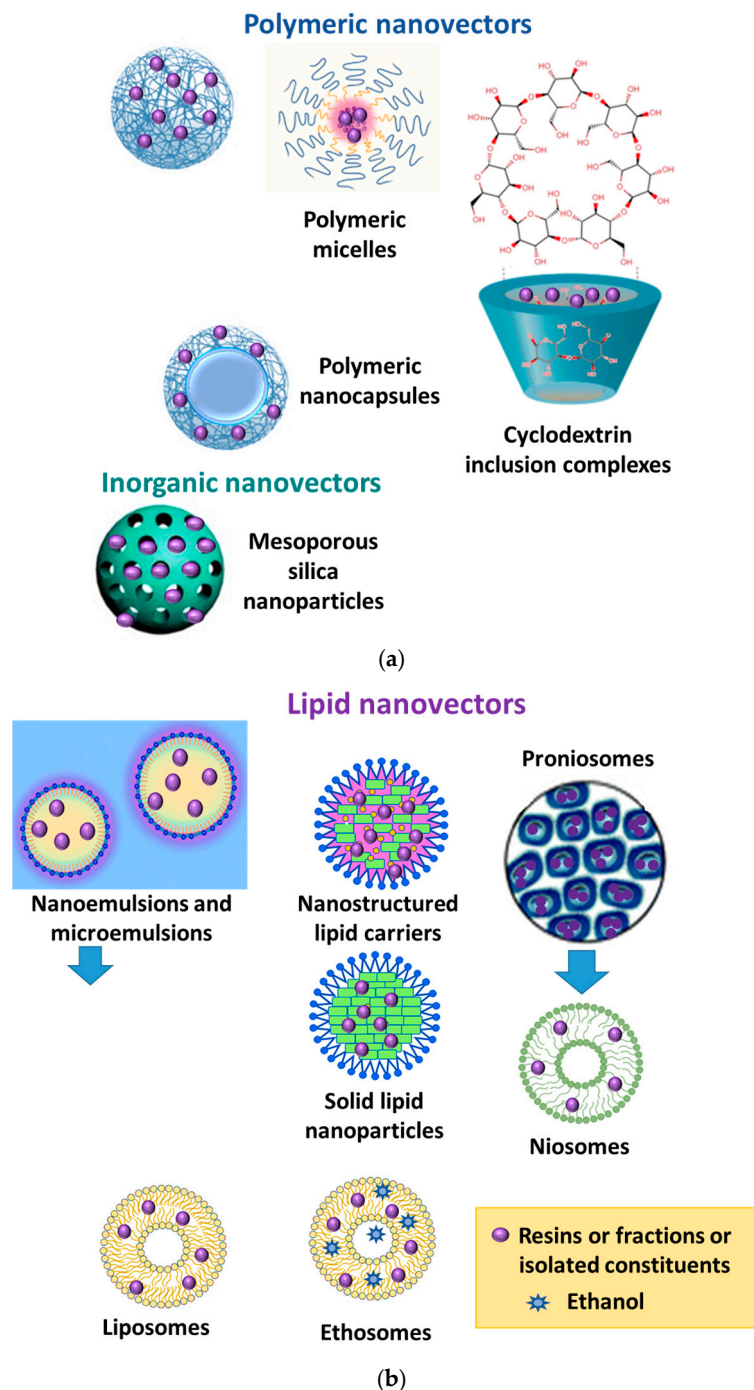 Polymeric nanovectors
Polymeric
micelles
Polymeric
nanocapsules
Cyclodextrin
inclusion complexes
Inorganic nanovectors
Mesoporous
silica
nanoparticles
(a)
Lipid nanovectors
Proniosomes
Nanoemulsions and
microemulsions
Nanostructured
lipid carriers
Solid lipid
nanoparticles
Niosomes
Resins or fractions or
isolated constituents
Ethanol
Liposomes
Ethosomes
(b)